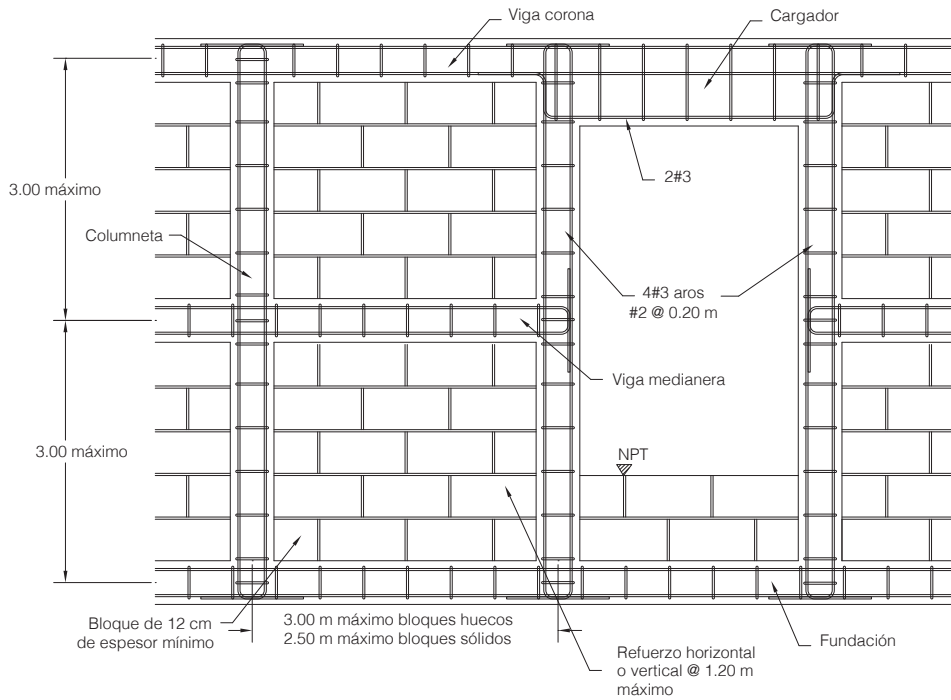 Viga corona
Cargador
3.00 máximo
2#3
Columneta
4#3 aros
#2 @ 0.20 m
Viga medianera
3.00 máximo
NPT
Bloque de 12 cm
de espesor mínimo
3.00 m máximo bloques huecos
2.50 m máximo bloques sólidos
Fundación
Refuerzo horizontal
o vertical @ 1.20 m
máximo